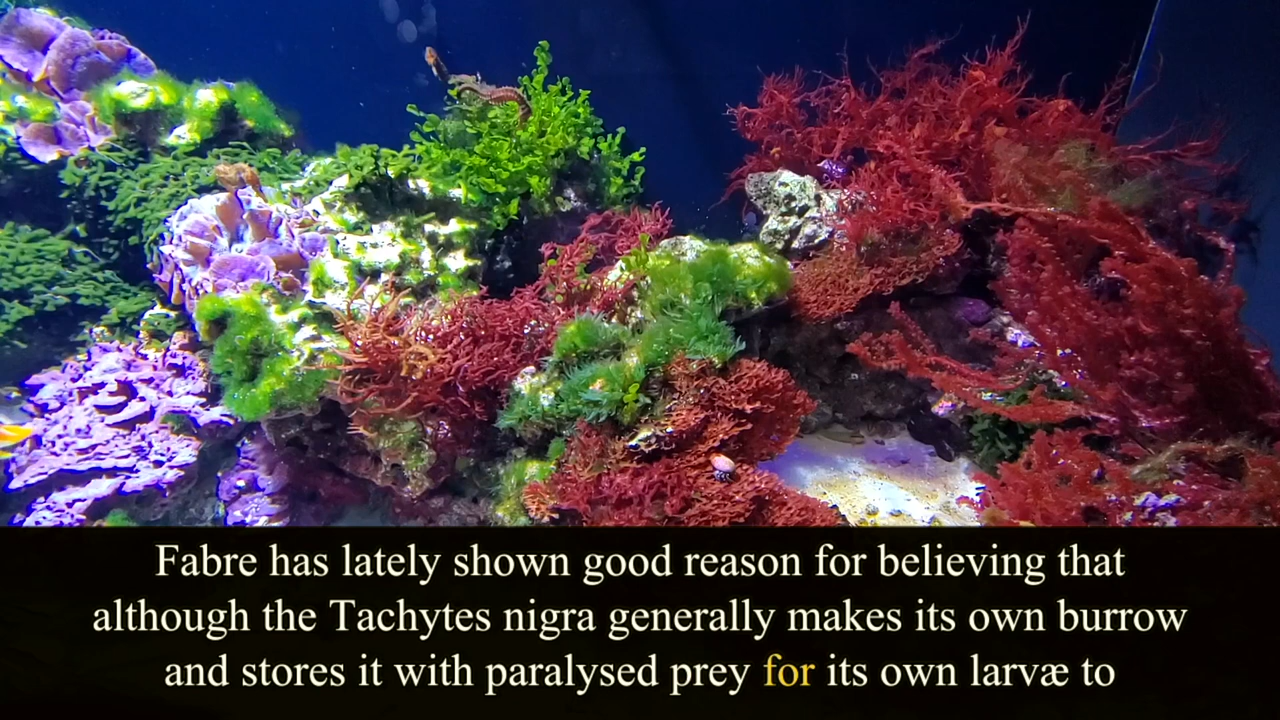 Fabre has lately shown good reason for believing that
although the Tachytes nigra generally makes its own burrow
and stores it with paralysed prey for its own larvæ to